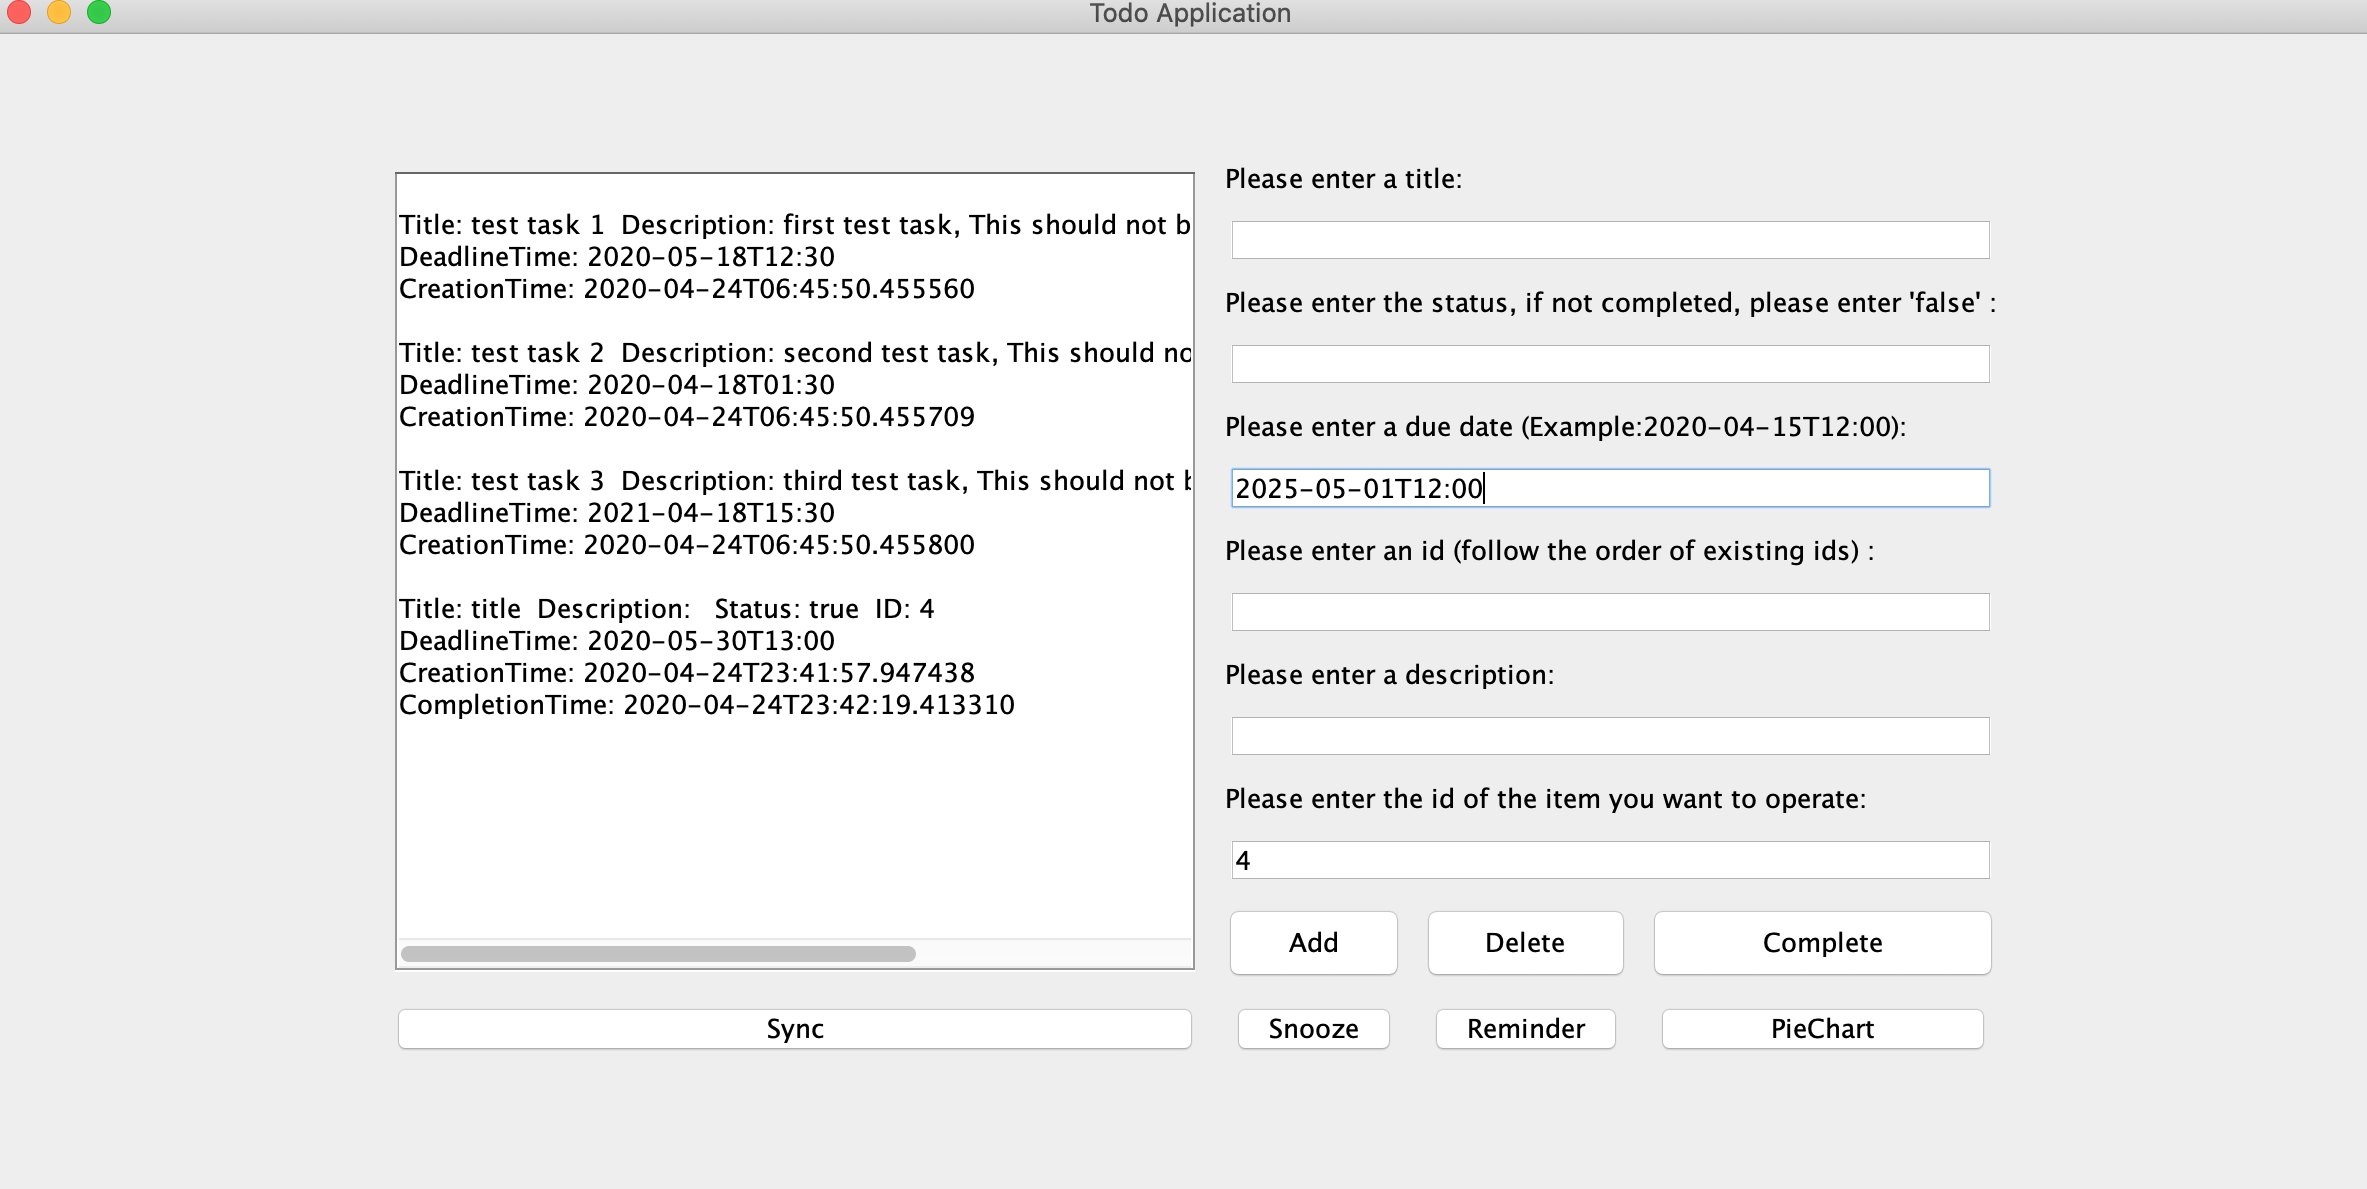 Todo Application
Title: test task 1  Description: first test task, This should not
DeadlineTime: 2020-05-18T12:30
CreationTime: 2020-04-24T06:45:50.455560
Title: test task 2  Description: second test task, This should
DeadlineTime: 2020-04-18T01:30
CreationTime: 2020-04-24T06:45:50.455709
Title: test task 3  Description: third test task, This should not
DeadlineTime: 2021-04-18T15:30
CreationTime: 2020-04-24T06:45:50.455800
Title: title  Description:   Status: true  ID: 4
DeadlineTime: 2020-05-30T13:00
CreationTime: 2020-04-24T23:41:57.947438
CompletionTime: 2020-04-24T23:42:19.413310
Sync
Please enter a title:
Please enter the status, if not completed, please enter 'false' :
Please enter a due date (Example:2020-04-15T12:00):
2025-05-01T12:00
Please enter an id (follow the order of existing ids) :
Please enter a description:
Please enter the id of the item you want to operate:
4
Add
Delete
Complete
Snooze
Reminder
PieChart